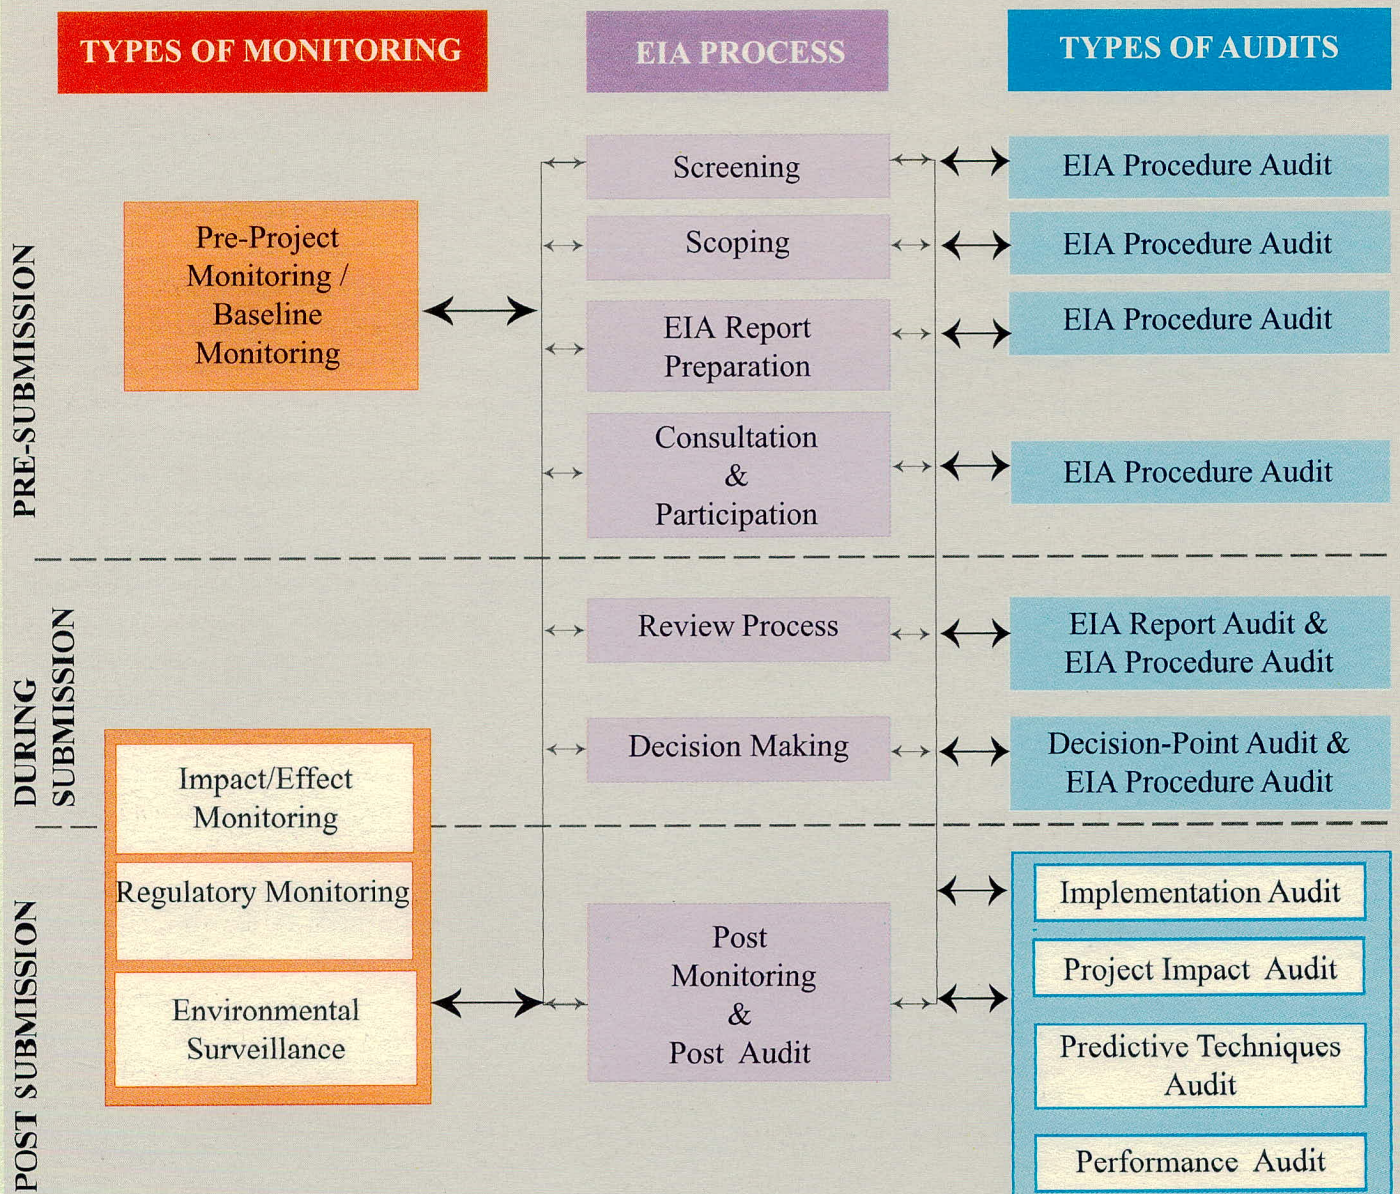 TYPES OF MONITORING
EIA PROCESS
TYPES OF AUDITS
PRE-SUBMISSION
Pre-Project
Monitoring /
Baseline
Monitoring
Screening
EIA Procedure Audit
Scoping
EIA Procedure Audit
EIA Report
Preparation
EIA Procedure Audit
Consultation
&
Participation
EIA Procedure Audit
DURING
SUBMISSION
Review Process
EIA Report Audit &
EIA Procedure Audit
Decision Making
Decision-Point Audit &
EIA Procedure Audit
Impact/Effect
Monitoring
Regulatory Monitoring
Environmental
Surveillance
POST SUBMISSION
Post
Monitoring
&
Post Audit
Implementation Audit
Project Impact Audit
Predictive Techniques
Audit
Performance Audit